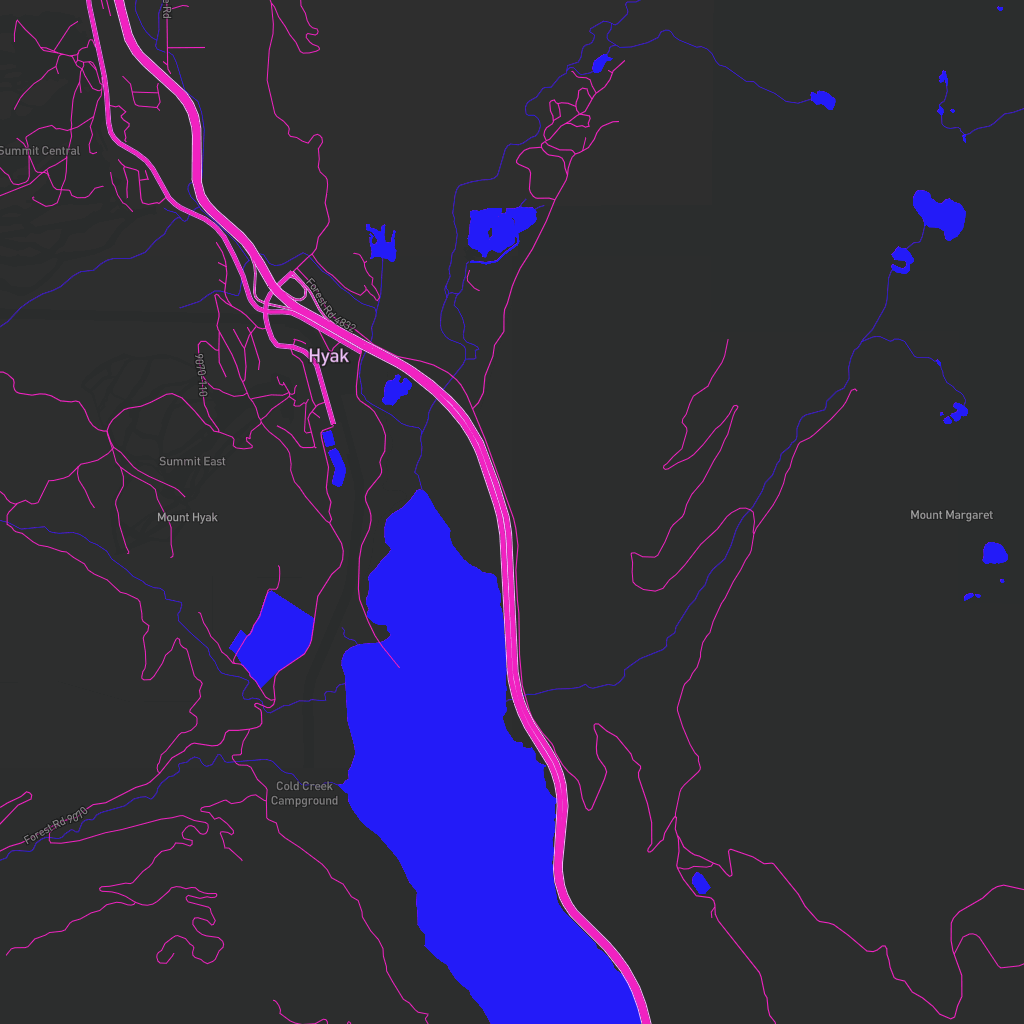 Rd
Summit Central
Forest Rd 4832
Hyak
9070-110
Summit East
Mount Hyak
Mount Margaret
Cold Creek
Campground
Forest Rd 9070